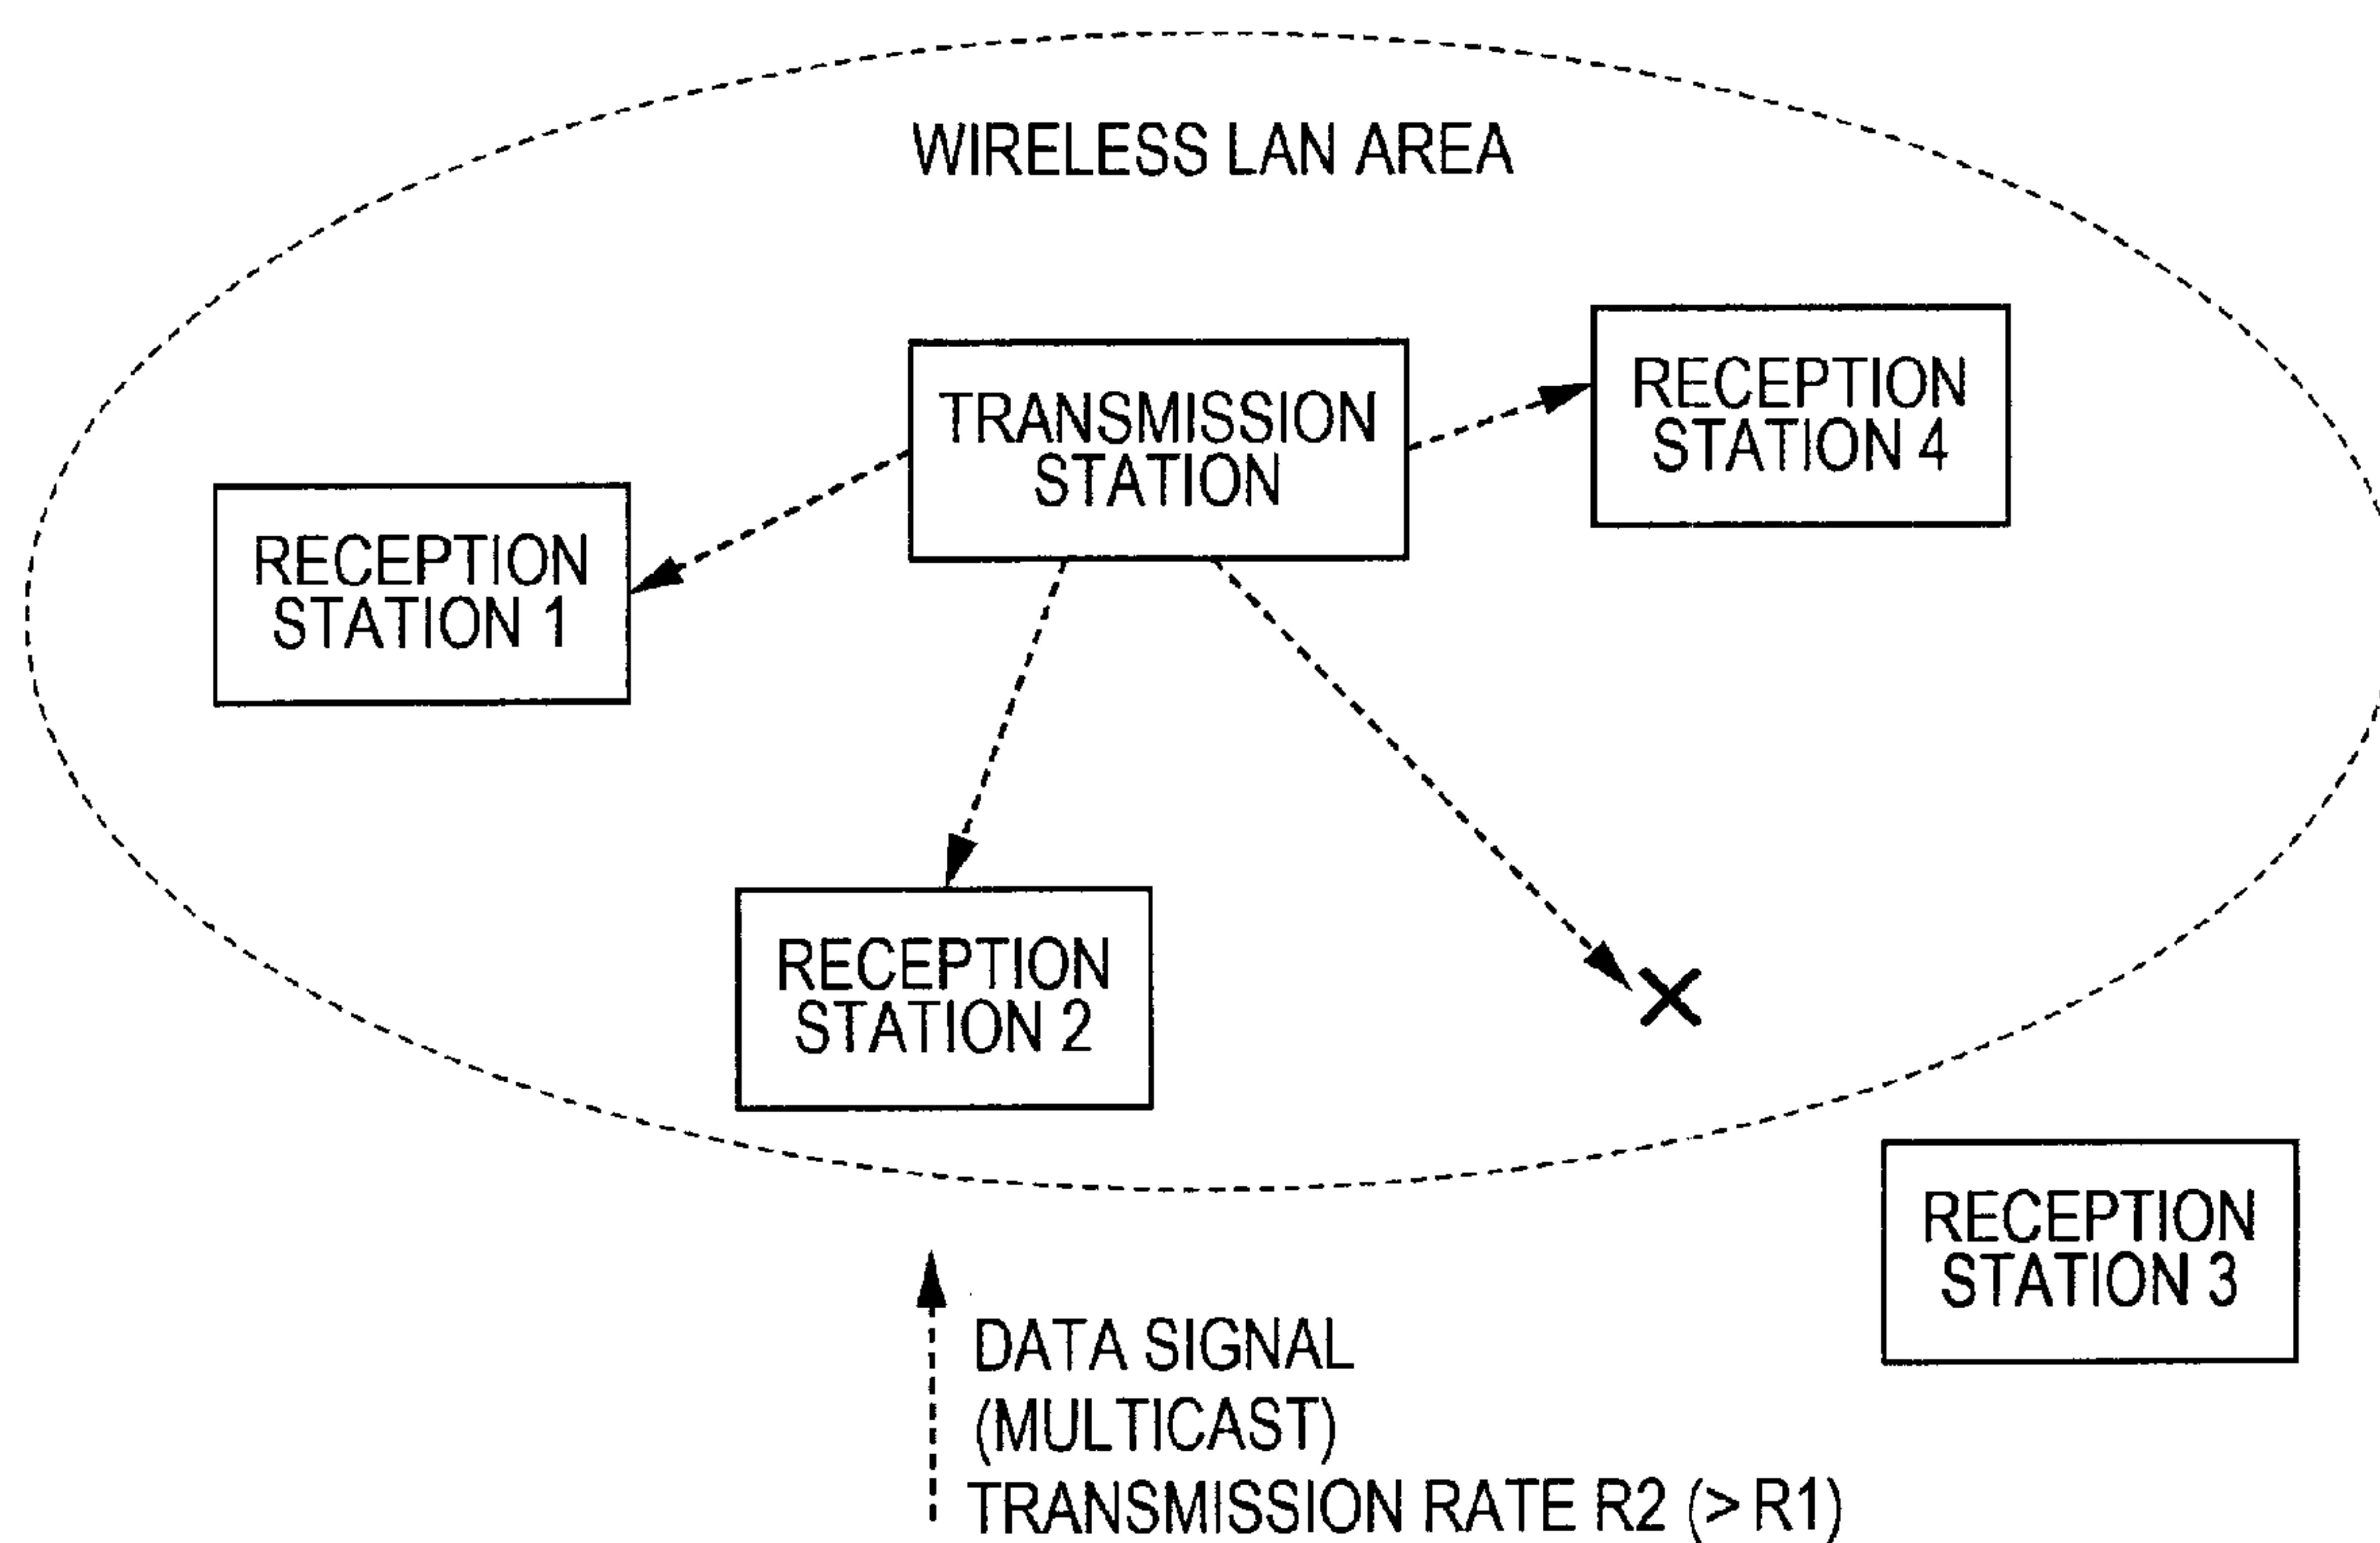 WIRELESS LAN AREA
TRANSMISSION
STATION
RECEPTION
STATION 4
RECEPTION
STATION 1
RECEPTION
STATION 2
RECEPTION
STATION 3
DATA SIGNAL
(MULTICAST)
TRANSMISSION RATE R2 (> R1)